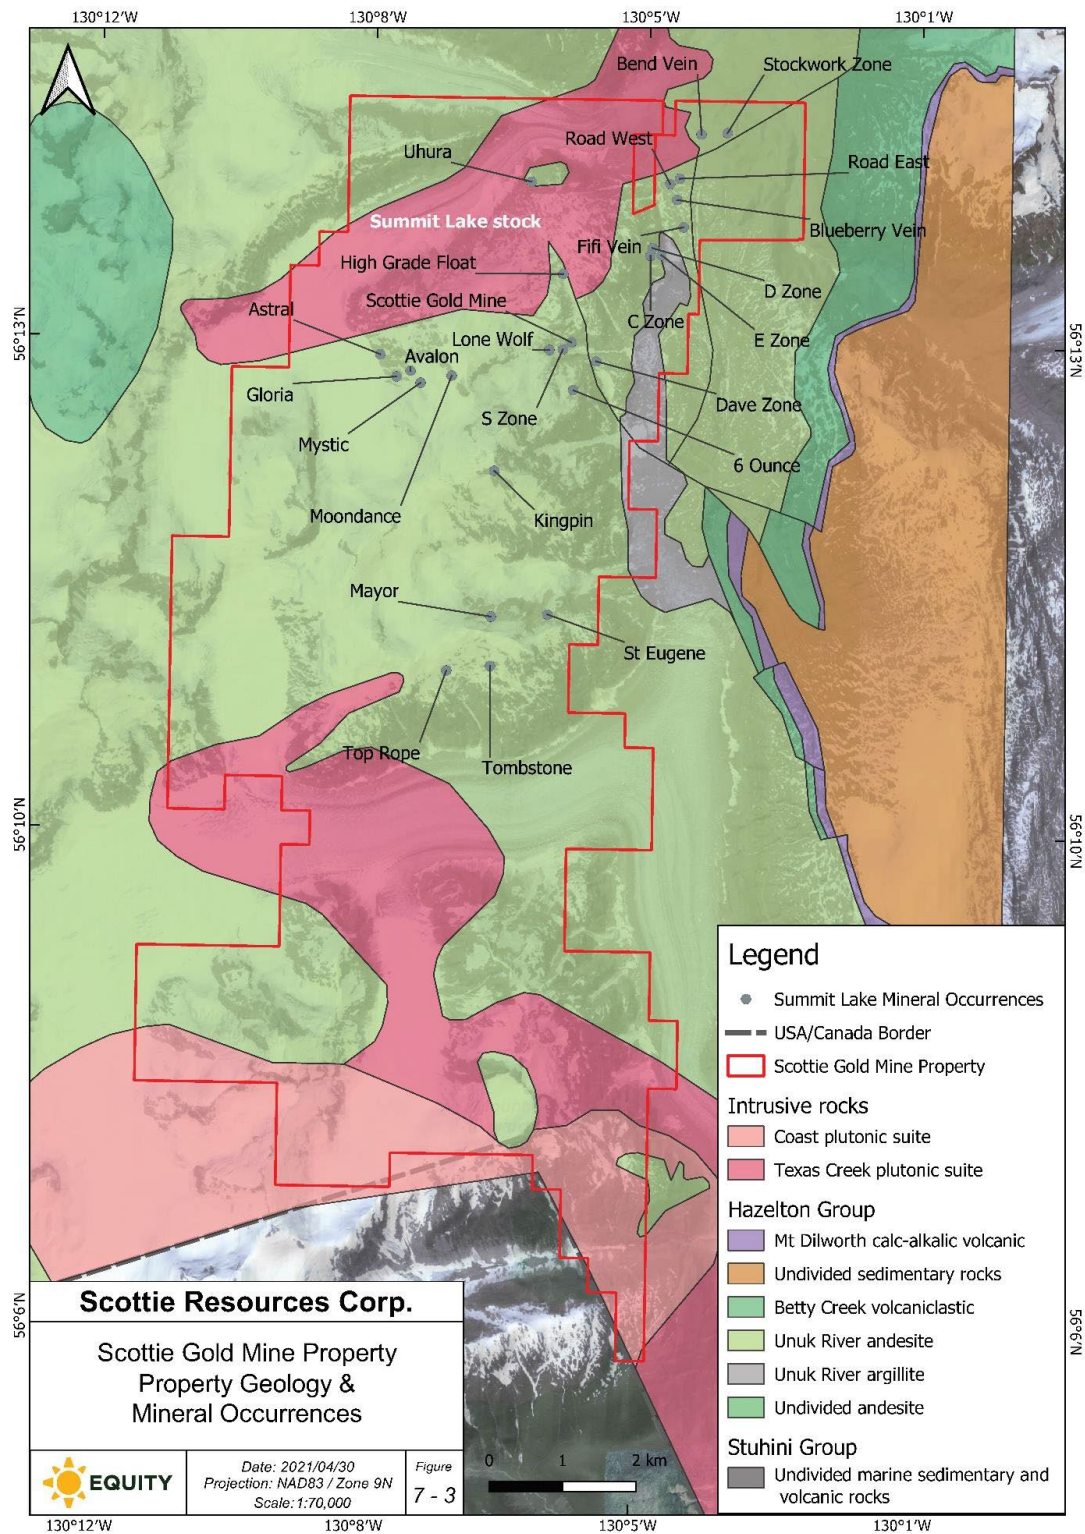 130°12'W 130°8'W 130°5'W 130°1'W
Bend Vein
Stockwork Zone
Road West
Uhura
Road East
Summit Lake stock
Blueberry Vein
Fifi Vein
High Grade Float
D Zone
Scottie Gold Mine
Astral
C Zone
56°13'N
56°13'N
Lone Wolf
E Zone
Avalon
Gloria
Dave Zone
S Zone
Mystic
6 Ounce
Moondance
Kingpin
Mayor
St Eugene
Top Rope
Tombstone
56°10'N
56°10'N
Legend
Summit Lake Mineral Occurrences
USA/Canada Border
Scottie Gold Mine Property
Intrusive rocks
Coast plutonic suite
Texas Creek plutonic suite
Hazelton Group
Mt Dilworth calc-alkalic volcanic
Undivided sedimentary rocks
Betty Creek volcaniclastic
Unuk River andesite
Unuk River argillite
Undivided andesite
Stuhini Group
Undivided marine sedimentary and
volcanic rocks
56°6'N
56°6'N
Scottie Resources Corp.
Scottie Gold Mine Property
Property Geology &
Mineral Occurrences
EQUITY
Date: 2021/04/30
Projection: NAD83 / Zone 9N
Scale: 1:70,000
Figure
7 - 3
0 1 2 km
130°12'W 130°8'W 130°5'W 130°1'W